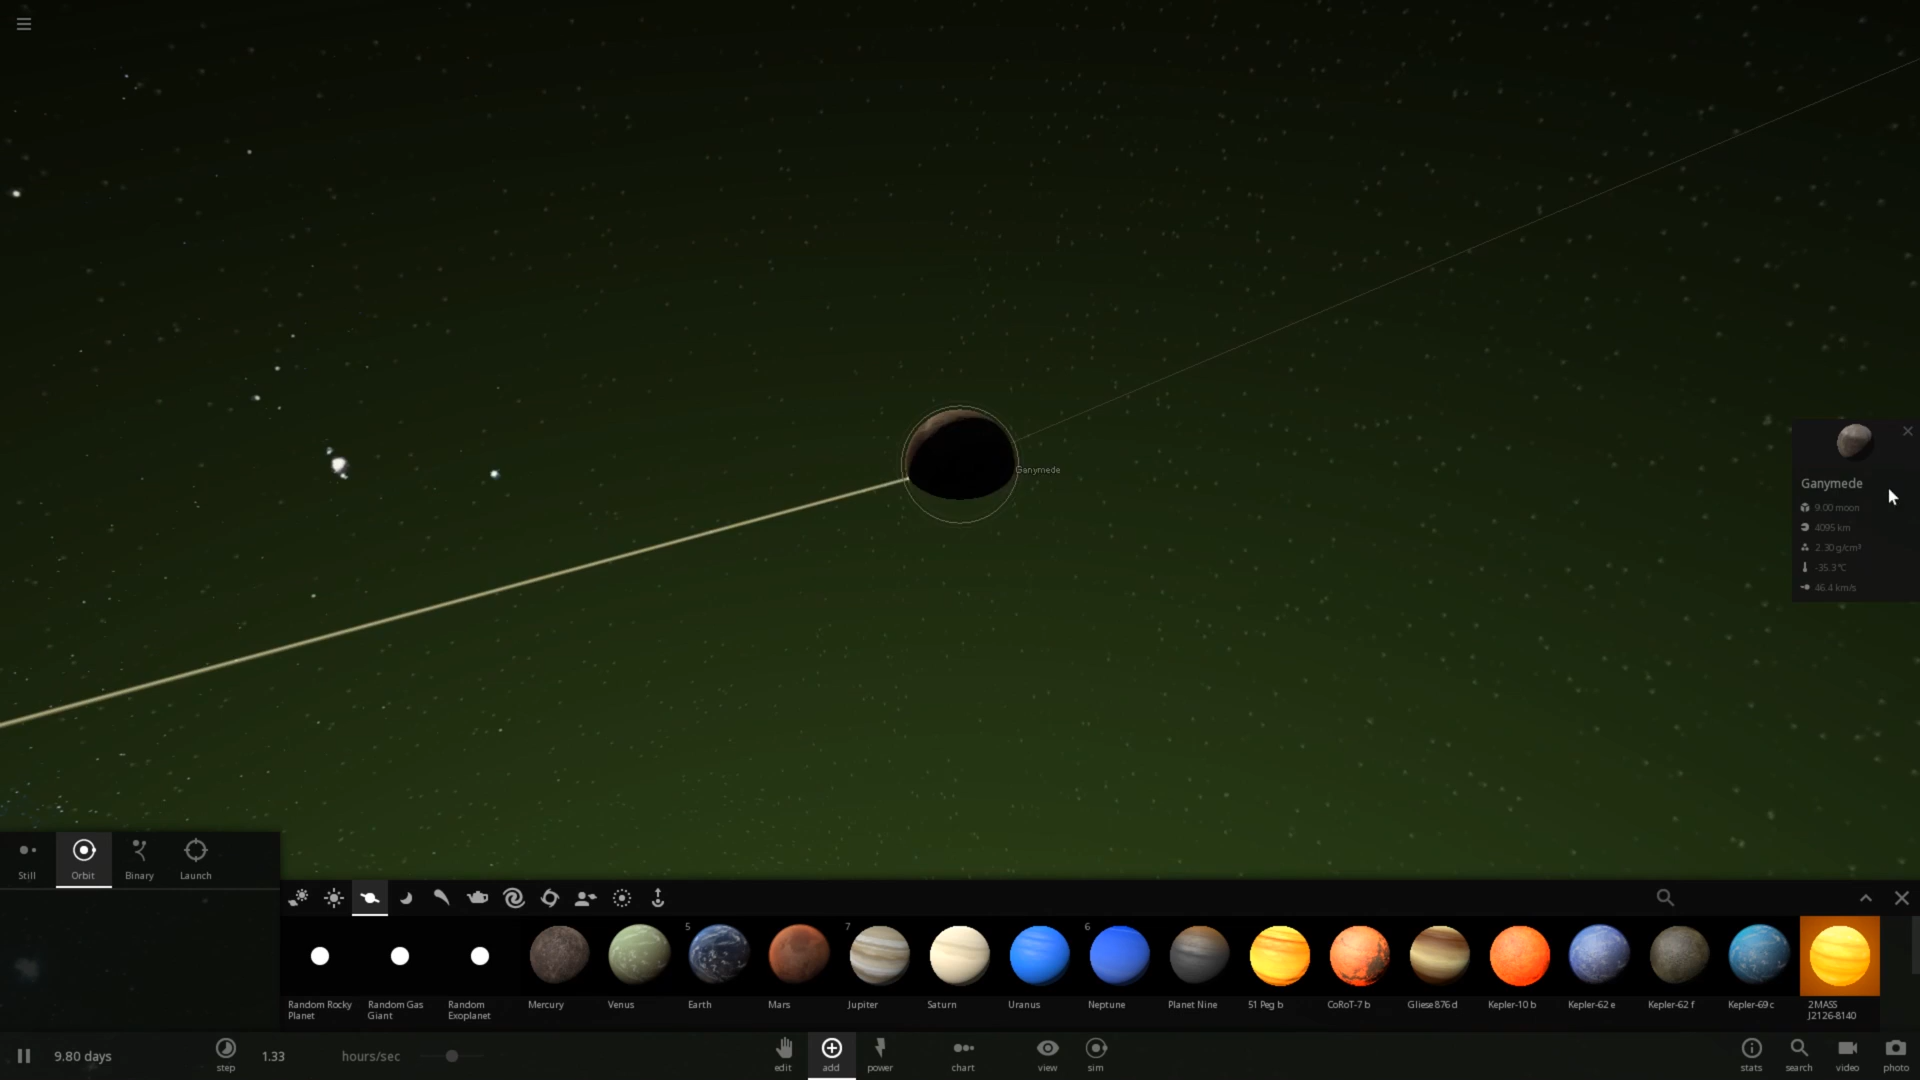 Ganymede
Ganymede
9.00 moon
4095 km
2.30 g/cm³
-35.3 °C
46.4 km/s
Still
Orbit
Binary
Launch
5
7
6
Random Rocky Planet
Random Gas Giant
Random Exoplanet
Mercury
Venus
Earth
Mars
Jupiter
Saturn
Uranus
Neptune
Planet Nine
51 Peg b
CoRoT-7 b
Gliese 876 d
Kepler-10 b
Kepler-62 e
Kepler-62 f
Kepler-69 c
2MASS J2126-8140
9.80 days
step
1.33
hours/sec
edit
add
power
chart
view
sim
stats
search
video
photo